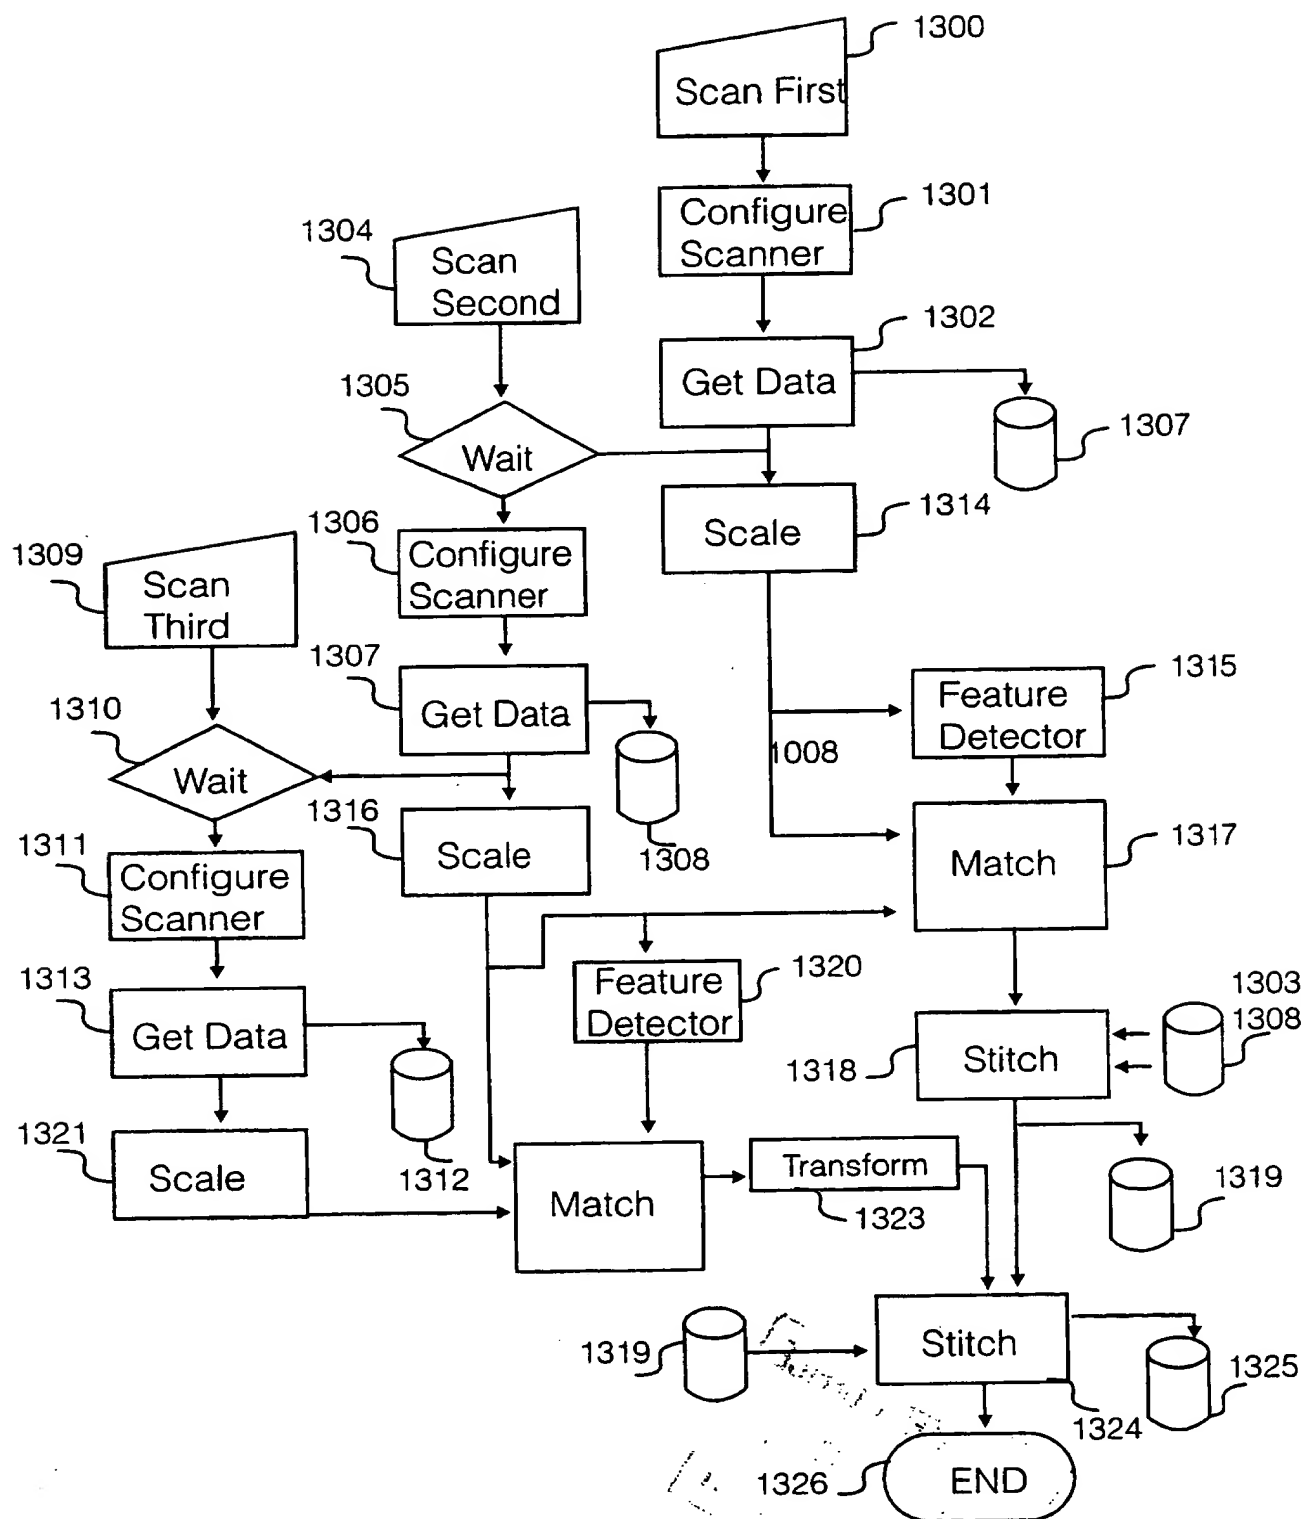 1300
Scan First
1301
Configure
Scanner
1304
Scan
Second
1302
Get Data
1305
Wait
1307
1314
Scale
1306
Configure
Scanner
1309
Scan
Third
1307
Get Data
1315
Feature
Detector
1310
Wait
1008
1316
Scale
1308
1317
Match
1311
Configure
Scanner
1320
Feature
Detector
1313
Get Data
1303
1308
1318
Stitch
1321
Scale
1312
Match
Transform
1323
1319
1319
Stitch
1325
1324
1326
END